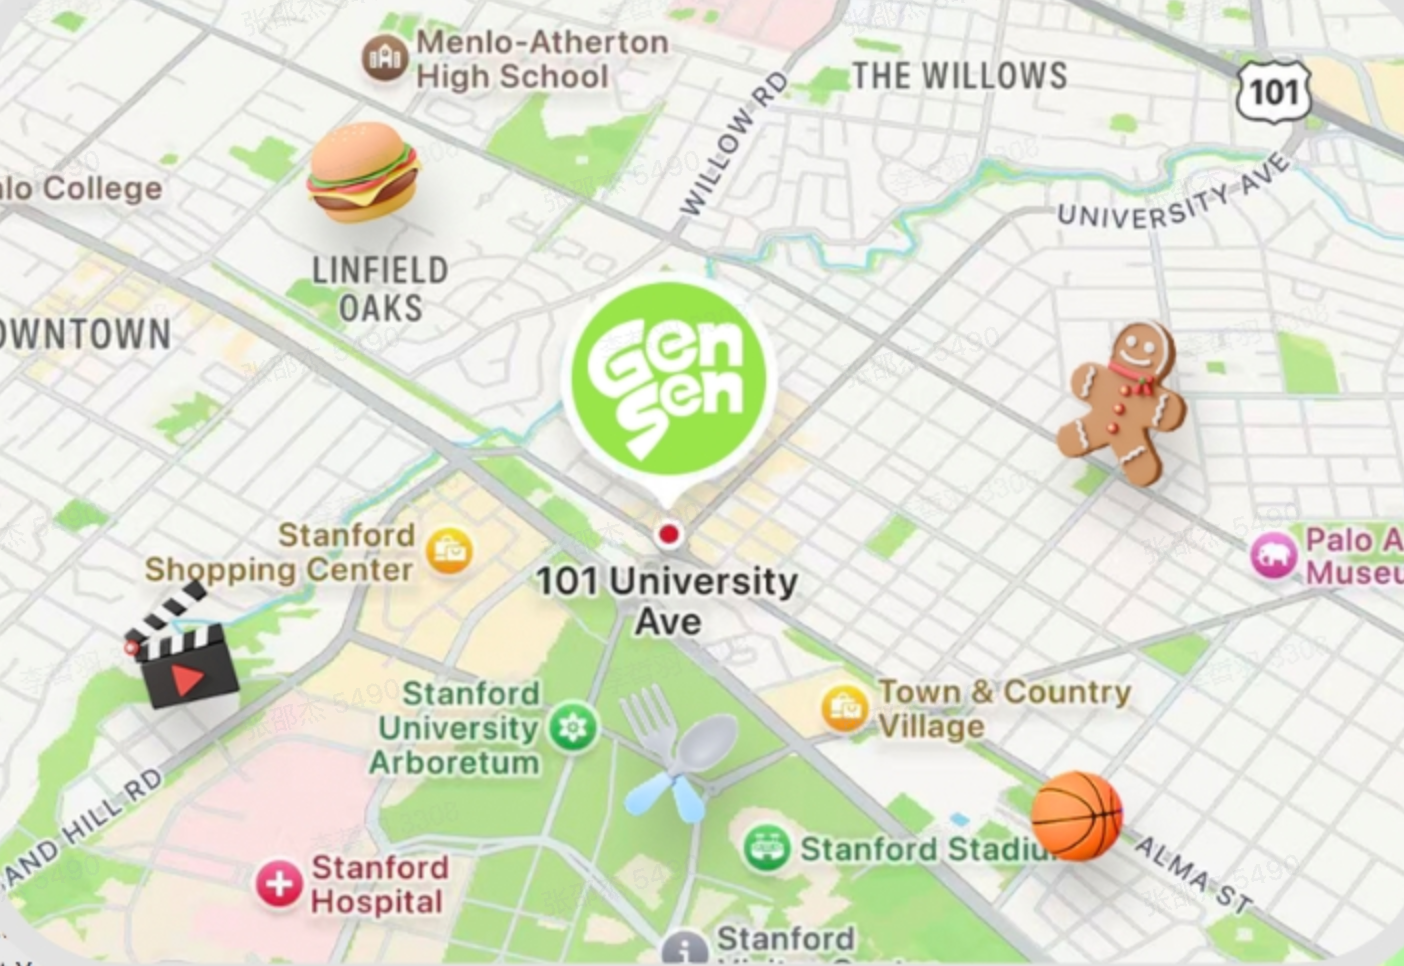 Menlo-Atherton
High School
THE WILLOWS
101
WILLOW RD
UNIVERSITY AVE
alo College
LINFIELD
OAKS
OWNTOWN
Gen
Sen
Stanford
Shopping Center
101 University
Ave
Palo A
Museu
Stanford
University
Arboretum
Town & Country
Village
SAND HILL RD
Stanford Stadiu
ALMA ST
Stanford
Hospital
Stanford